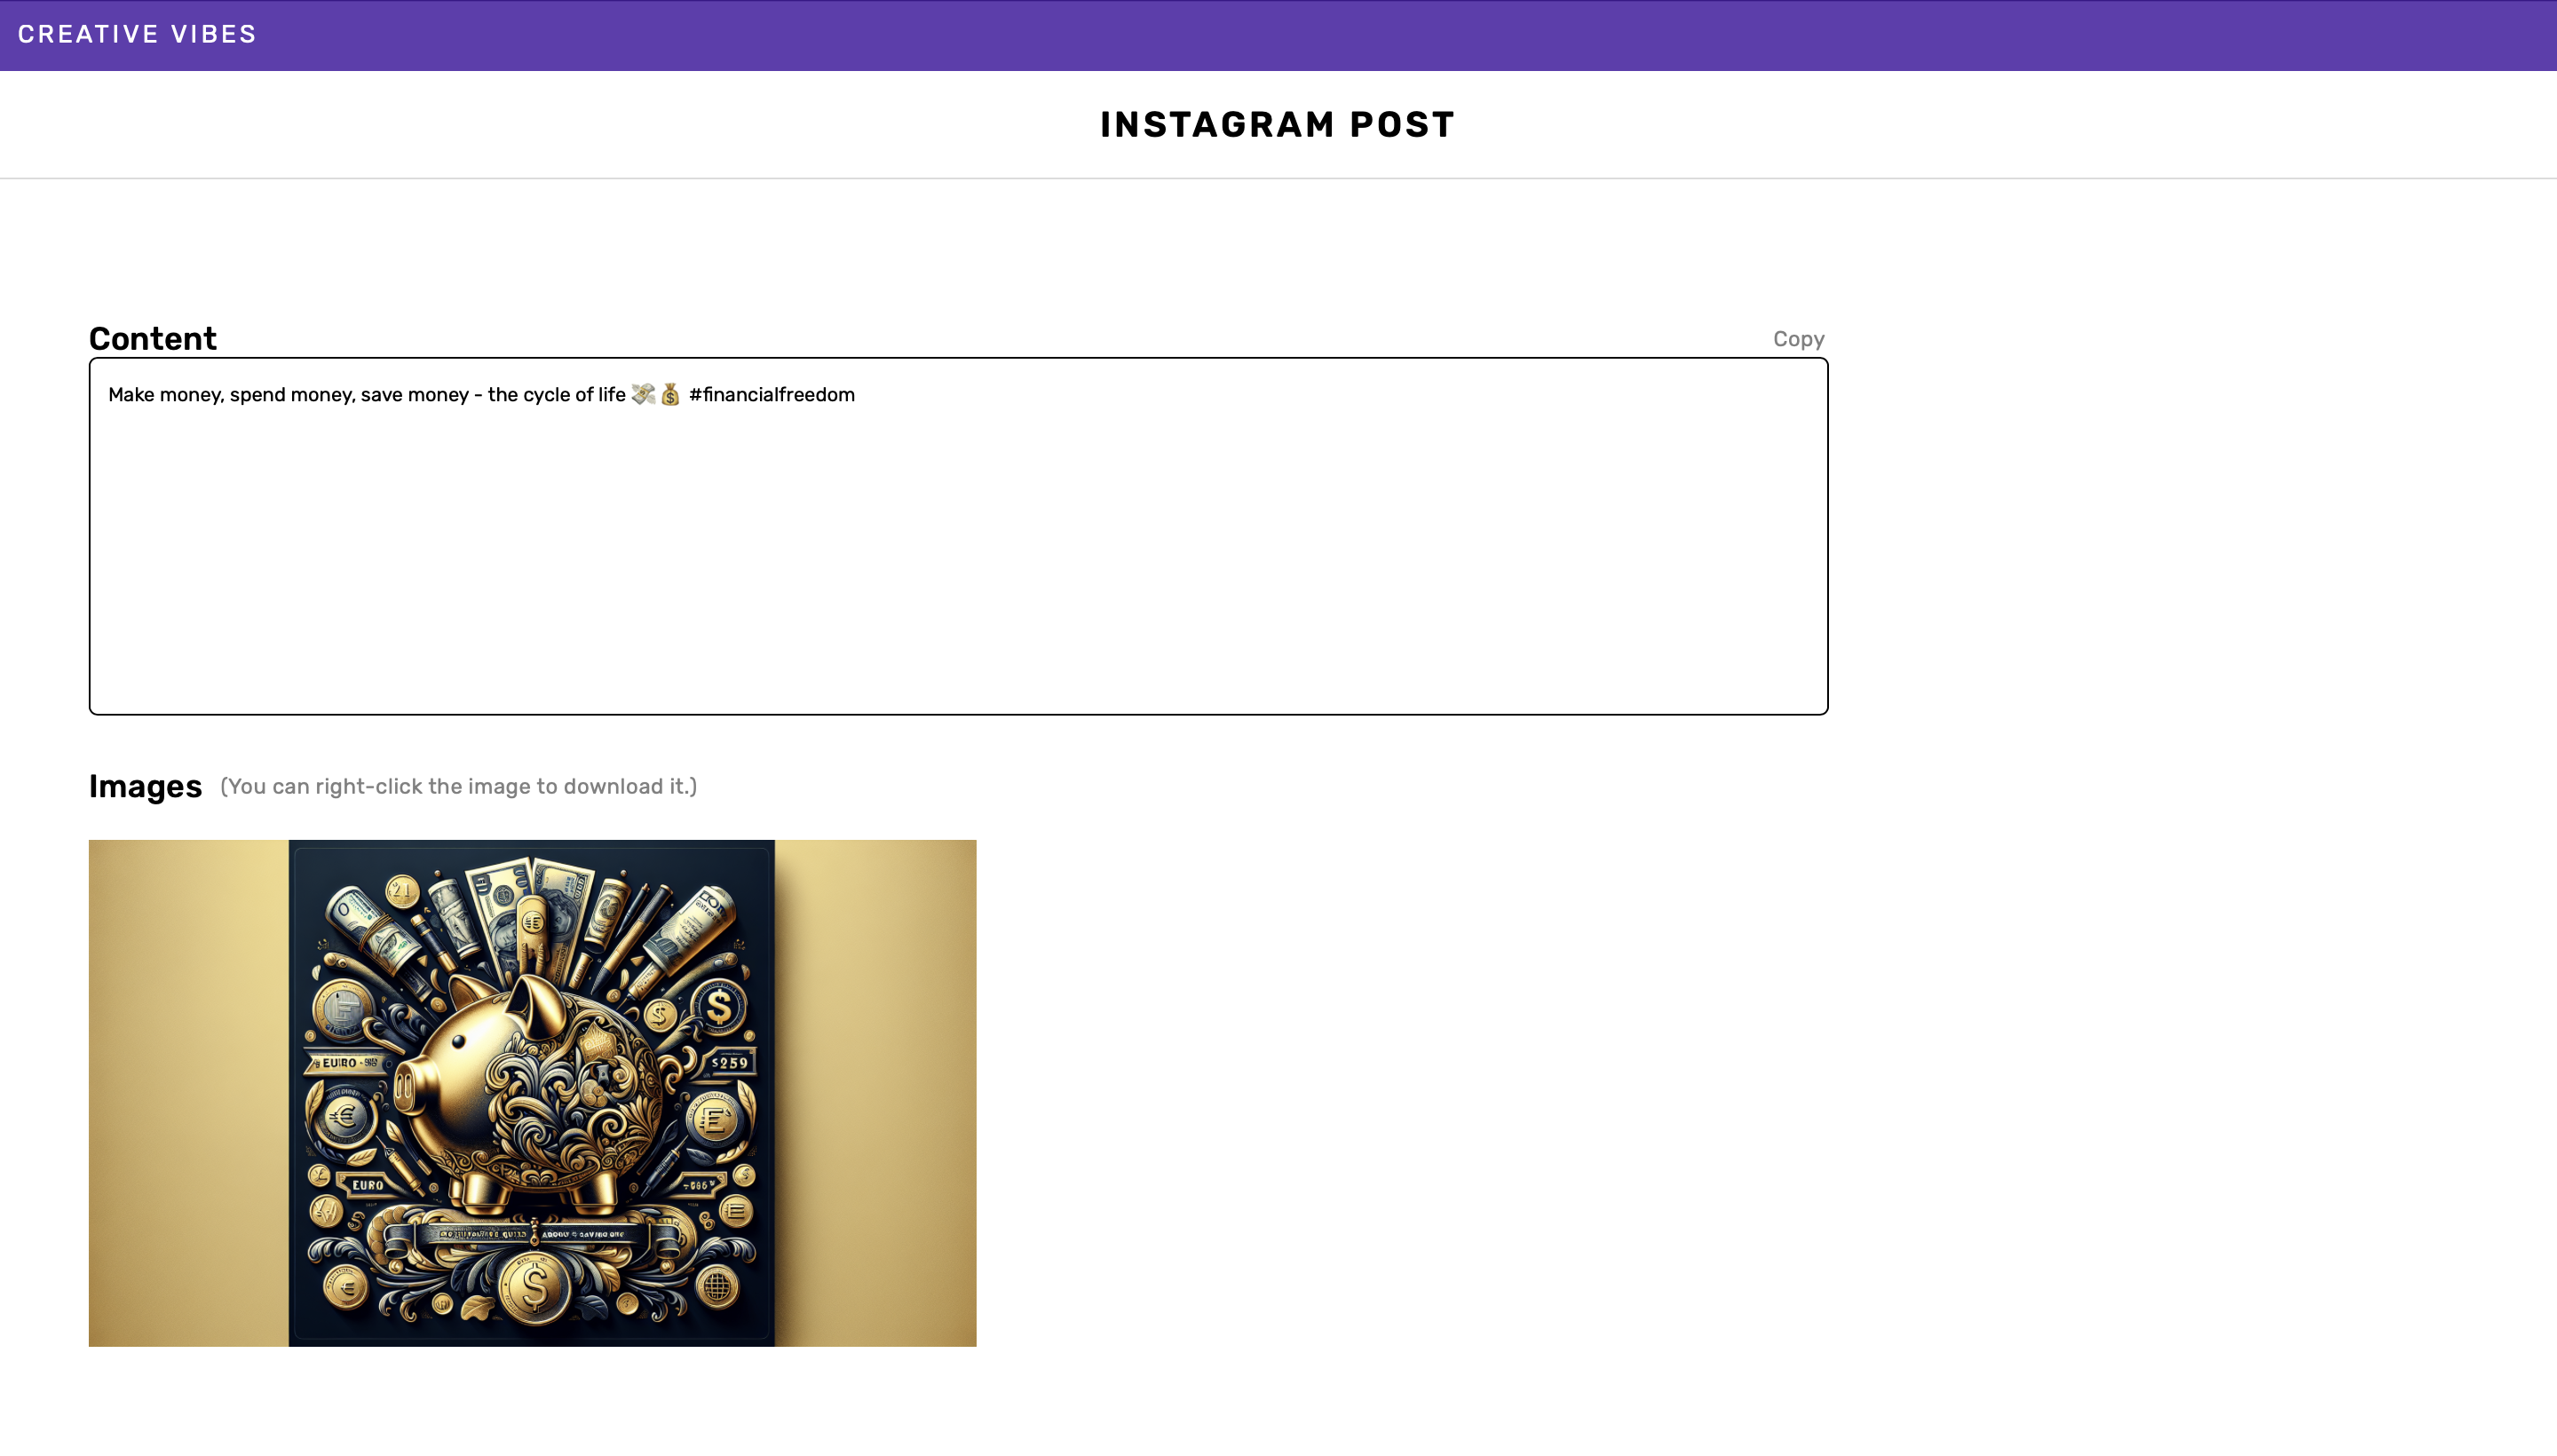 CREATIVE VIBES
INSTAGRAM POST
Content
Copy
Make money, spend money, save money - the cycle of life 💸💰 #financialfreedom
Images (You can right-click the image to download it.)
21
$
$
EURO
$259
€
EURO
$
€